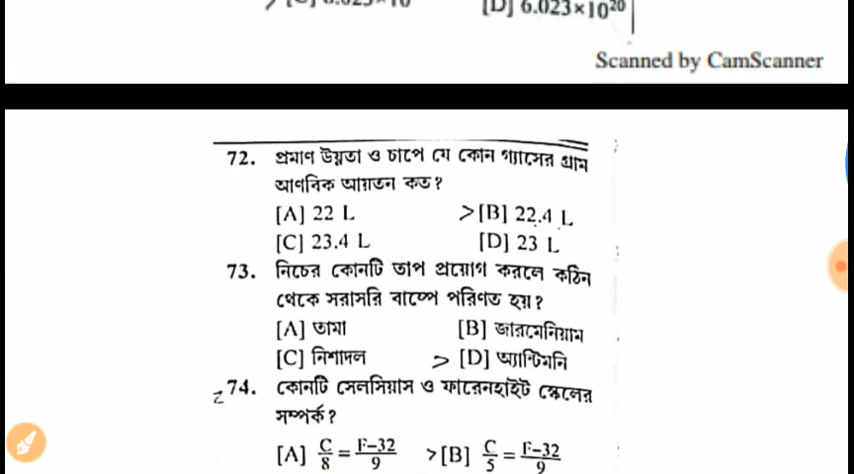 [D] 6.023×10²⁰
Scanned by CamScanner
72. প্রমাণ উষ্ণতা ও চাপে যে কোন গ্যাসের গ্রাম
আণবিক আয়তন কত?
[A] 22 L >[B] 22.4 L
[C] 23.4 L [D] 23 L
73. নিচের কোনটি তাপ প্রয়োগ করলে কঠিন
থেকে সরাসরি বাষ্পে পরিণত হয়?
[A] তামা [B] জারমেনিয়াম
[C] নিশাদল > [D] অ্যান্টিমনি
74. কোনটি সেলসিয়াস ও ফারেনহাইট স্কেলের
সম্পর্ক?
[A] C/8 = F-32/9 >[B] C/5 = F-32/9